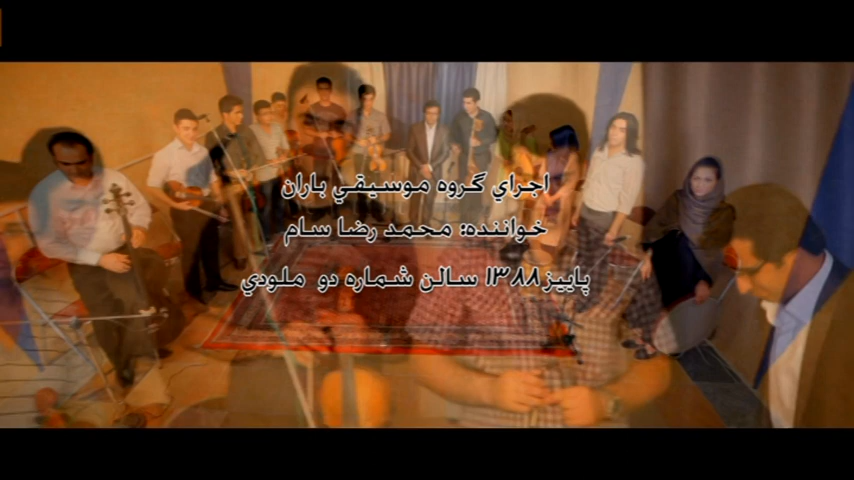 اجراي گروه موسيقي باران
خواننده: محمد رضا سام
پاييز ۱۳۸۸ سالن شماره دو ملودي